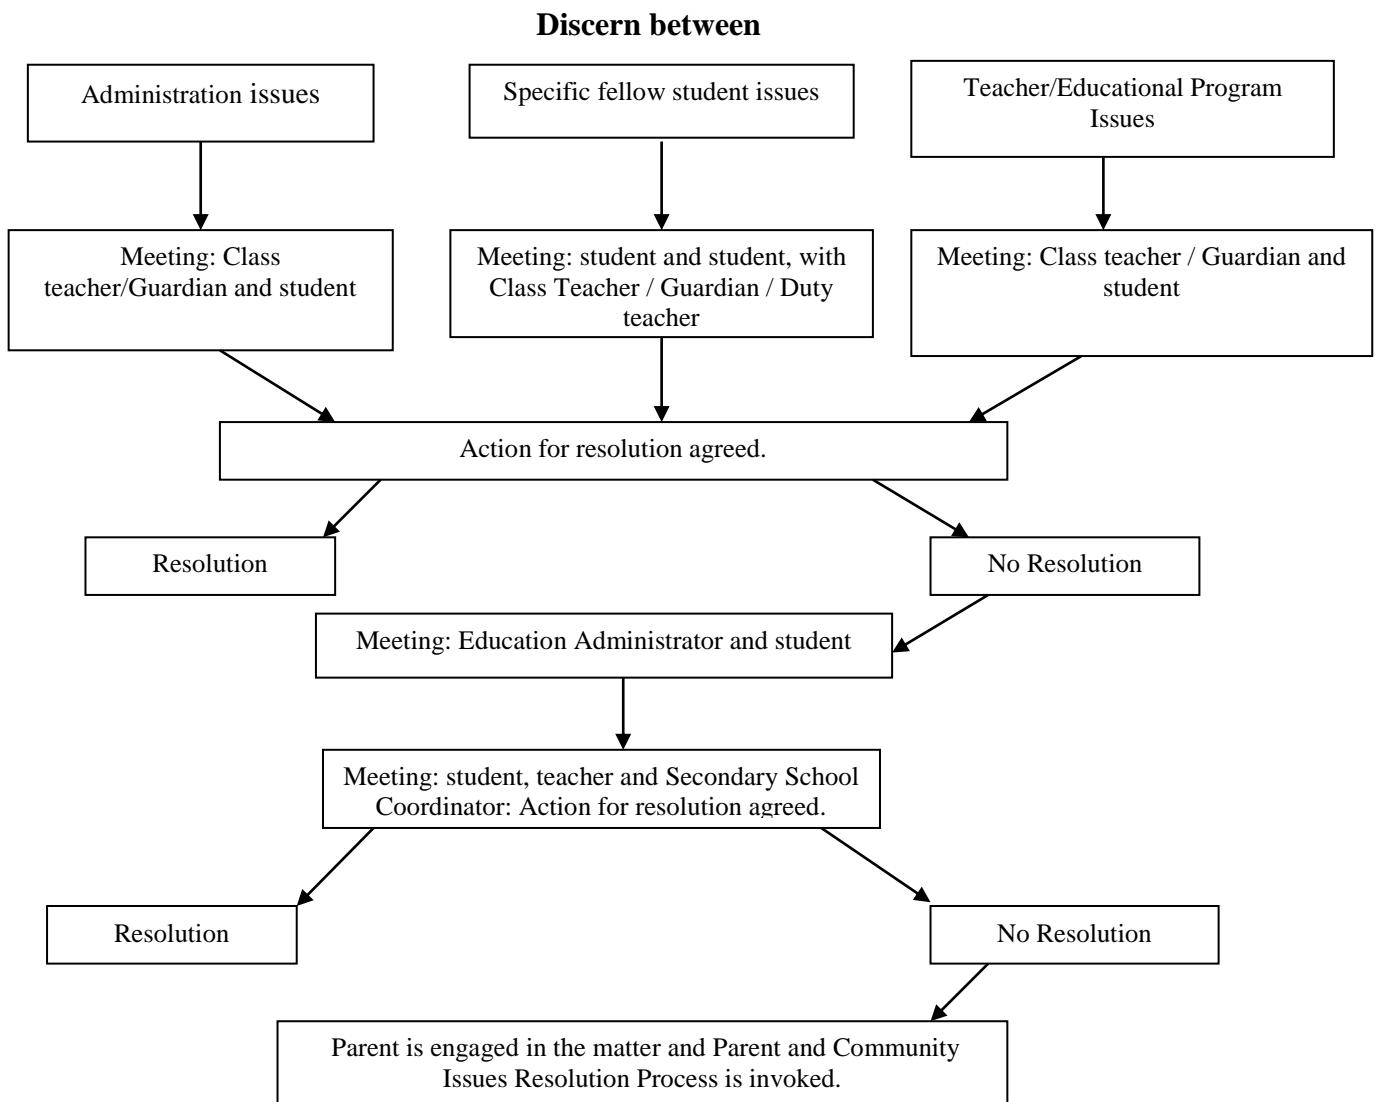 Discern between
Administration issues
Specific fellow student issues
Teacher/Educational Program
Issues
Meeting: Class
teacher/Guardian and student
Meeting: student and student, with
Class Teacher / Guardian / Duty
teacher
Meeting: Class teacher / Guardian and
student
Action for resolution agreed.
Resolution
No Resolution
Meeting: Education Administrator and student
Meeting: student, teacher and Secondary School
Coordinator: Action for resolution agreed.
Resolution
No Resolution
Parent is engaged in the matter and Parent and Community
Issues Resolution Process is invoked.